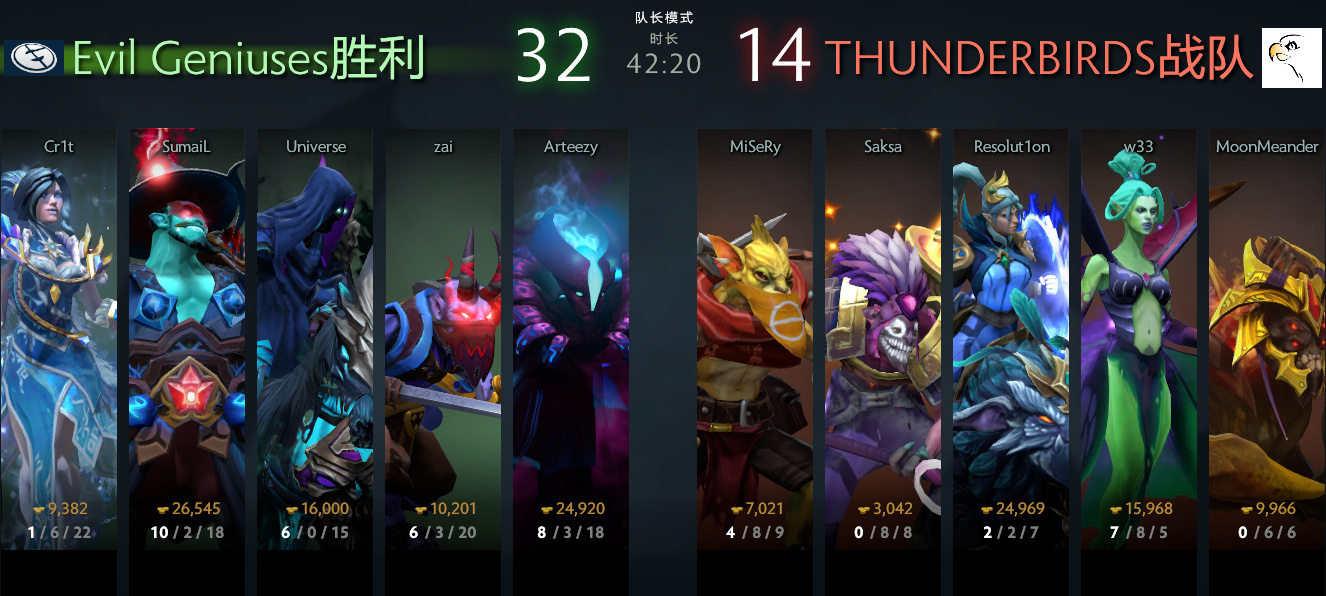 队长模式
时长
42:20
Evil Geniuses胜利
32
14
THUNDERBIRDS战队
Cr1t
SumaiL
Universe
zai
Arteezy
MiSeRy
Saksa
Resolut1on
w33
MoonMeander
9,382
26,545
16,000
10,201
24,920
7,021
3,042
24,969
15,968
9,966
1 / 6 / 22
10 / 2 / 18
6 / 0 / 15
6 / 3 / 20
8 / 3 / 18
4 / 8 / 9
0 / 8 / 8
2 / 2 / 7
7 / 8 / 5
0 / 6 / 6